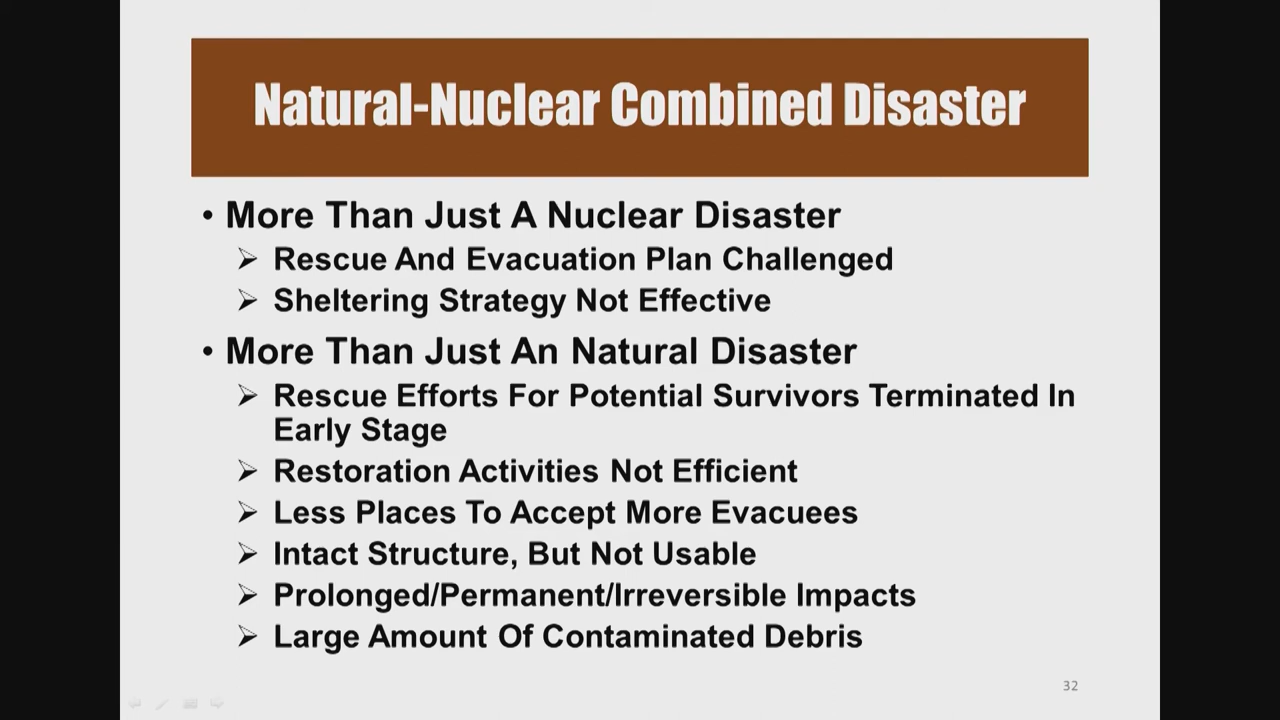 Natural-Nuclear Combined Disaster
• More Than Just A Nuclear Disaster
➢ Rescue And Evacuation Plan Challenged
➢ Sheltering Strategy Not Effective
• More Than Just An Natural Disaster
➢ Rescue Efforts For Potential Survivors Terminated In
Early Stage
➢ Restoration Activities Not Efficient
➢ Less Places To Accept More Evacuees
➢ Intact Structure, But Not Usable
➢ Prolonged/Permanent/Irreversible Impacts
➢ Large Amount Of Contaminated Debris
32